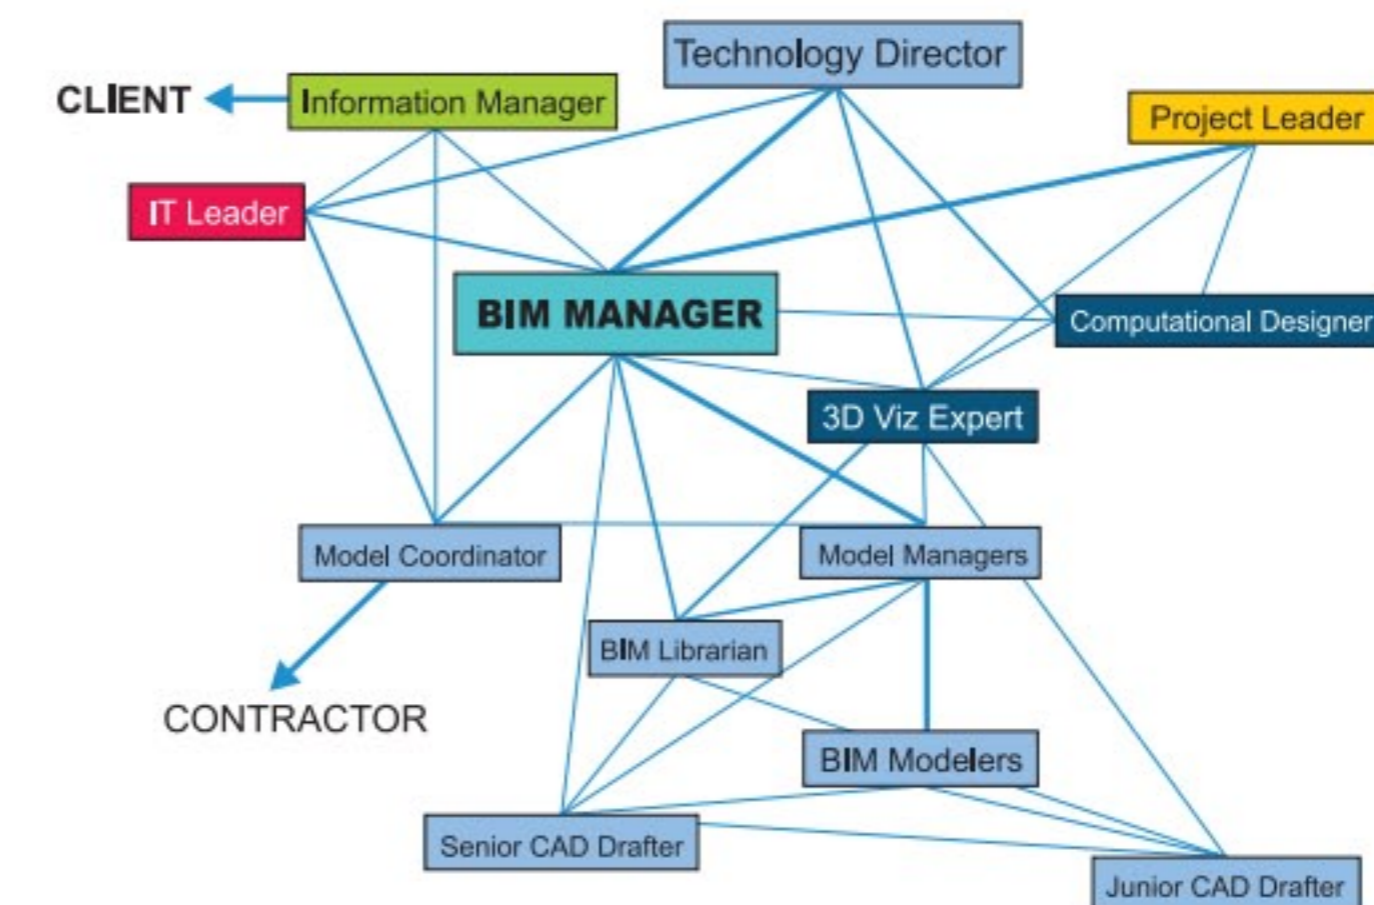 Technology Director
CLIENT
Information Manager
Project Leader
IT Leader
BIM MANAGER
Computational Designer
3D Viz Expert
Model Coordinator
Model Managers
BIM Librarian
CONTRACTOR
BIM Modelers
Senior CAD Drafter
Junior CAD Drafter